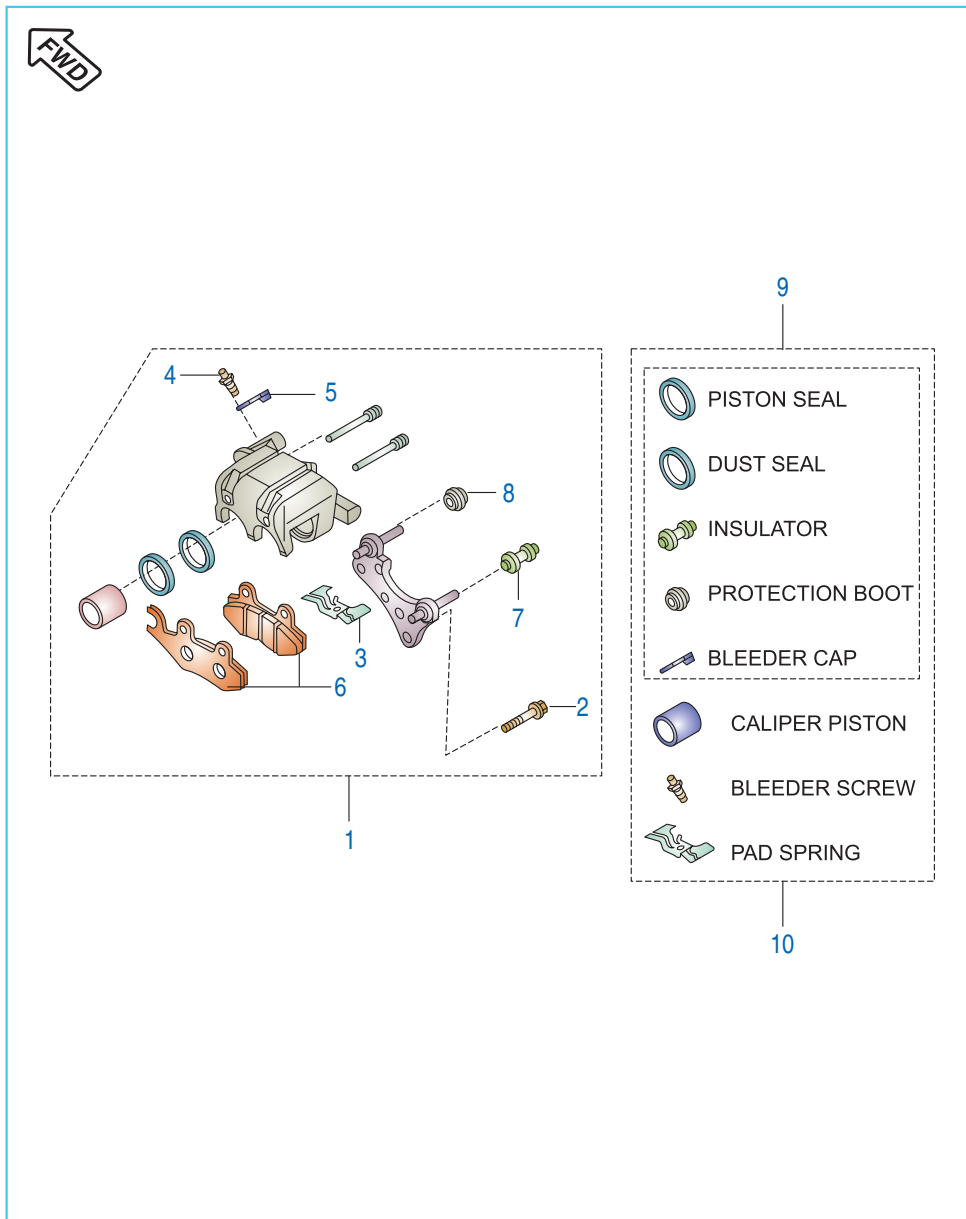 FWD
9
4
5
8
7
3
6
2
1
PISTON SEAL
DUST SEAL
INSULATOR
PROTECTION BOOT
BLEEDER CAP
CALIPER PISTON
BLEEDER SCREW
PAD SPRING
10